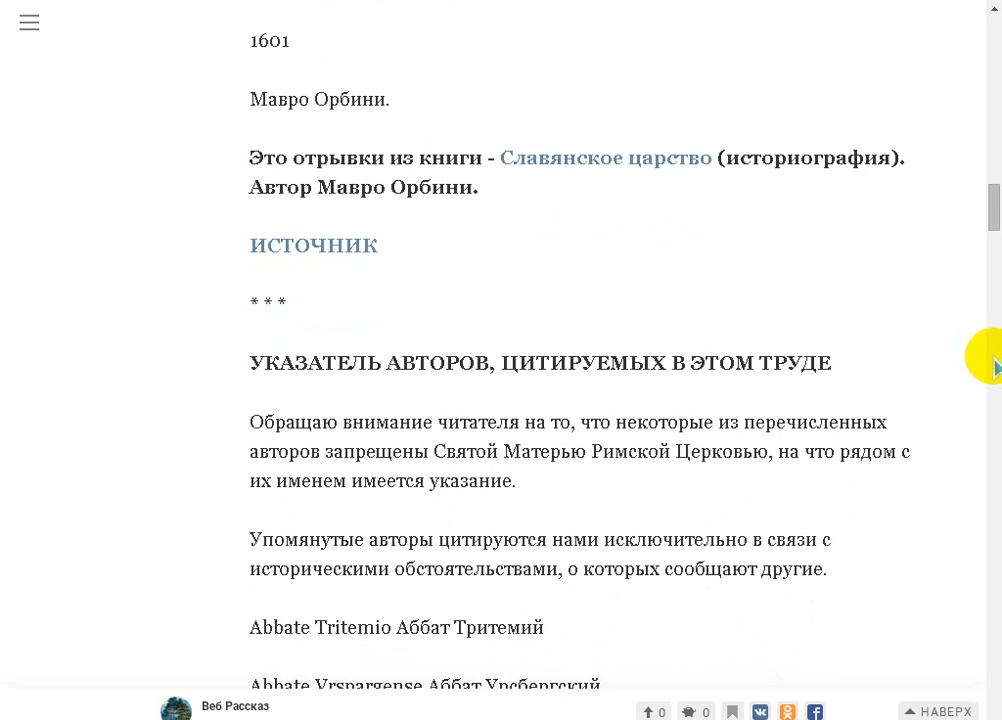 1601
Мавро Орбини.
Это отрывки из книги - Славянское царство (историография).
Автор Мавро Орбини.
ИСТОЧНИК
* * *
УКАЗАТЕЛЬ АВТОРОВ, ЦИТИРУЕМЫХ В ЭТОМ ТРУДЕ
Обращаю внимание читателя на то, что некоторые из перечисленных
авторов запрещены Святой Матерью Римской Церковью, на что рядом с
их именем имеется указание.
Упомянутые авторы цитируются нами исключительно в связи с
историческими обстоятельствами, о которых сообщают другие.
Abbate Tritemio Аббат Тритемий
Abbate Vrspargense Аббат Урсбергский
Веб Рассказ
0
0
НАВЕРХ